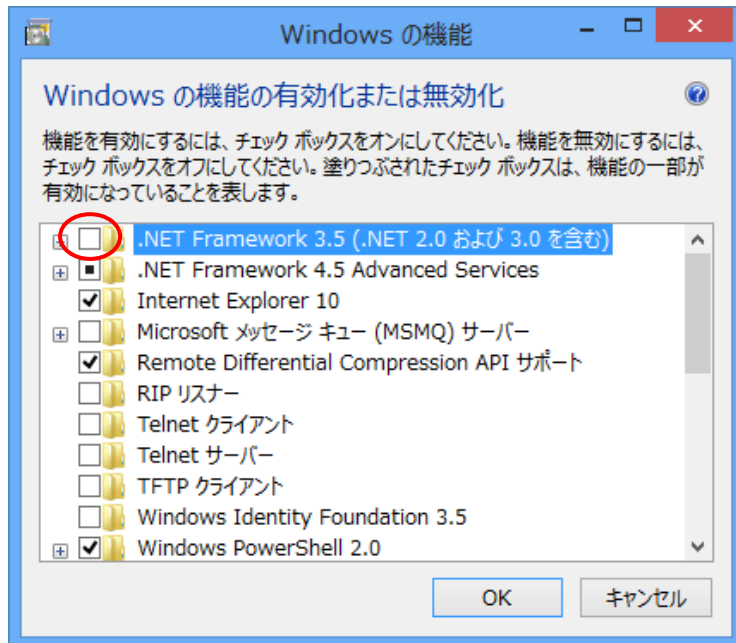 Windows の機能
Windows の機能の有効化または無効化
機能を有効にするには、チェック ボックスをオンにしてください。機能を無効にするには、
チェック ボックスをオフにしてください。塗りつぶされたチェック ボックスは、機能の一部が
有効になっていることを表します。
.NET Framework 3.5 (.NET 2.0 および 3.0 を含む)
.NET Framework 4.5 Advanced Services
Internet Explorer 10
Microsoft メッセージ キュー (MSMQ) サーバー
Remote Differential Compression API サポート
RIP リスナー
Telnet クライアント
Telnet サーバー
TFTP クライアント
Windows Identity Foundation 3.5
Windows PowerShell 2.0
OK キャンセル